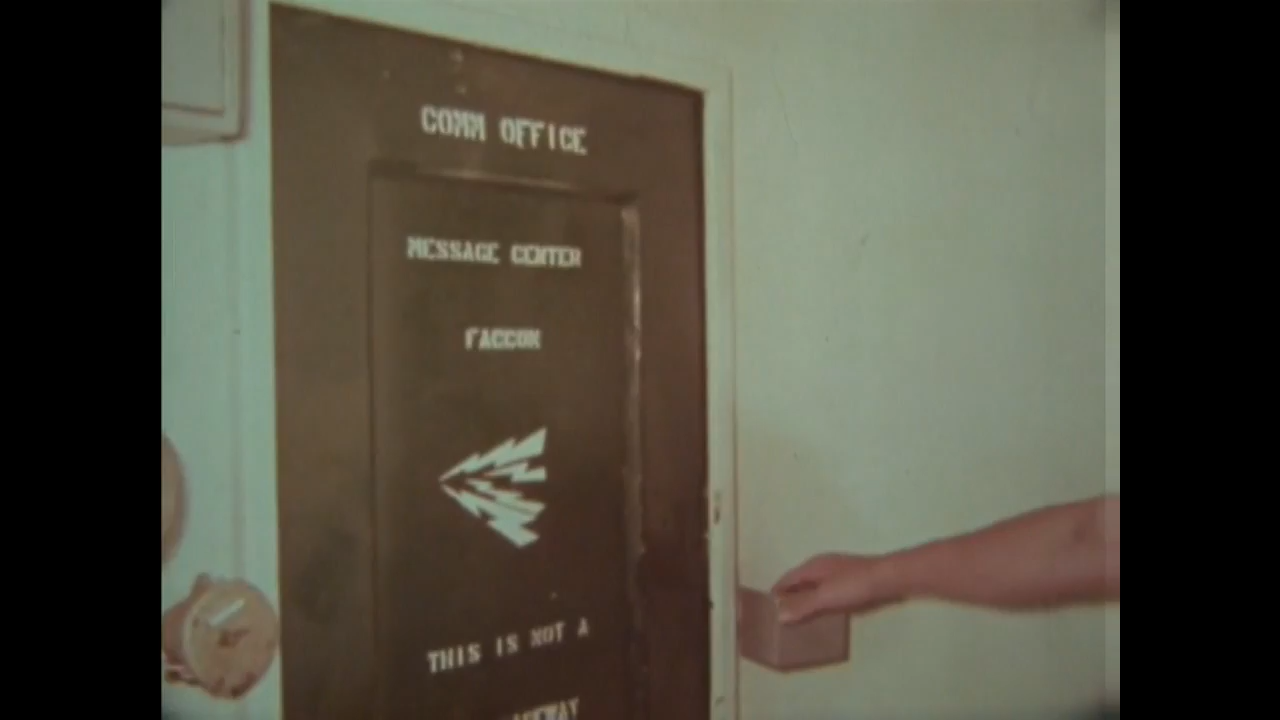 COMM OFFICE
MESSAGE CENTER
FACCON
THIS IS NOT A